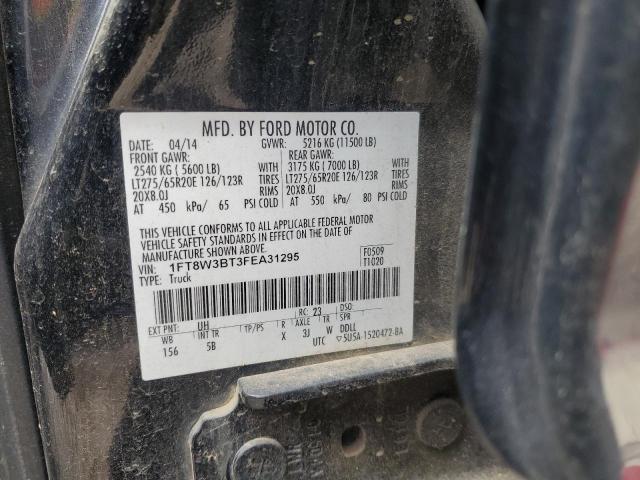 MFD. BY FORD MOTOR CO.
DATE: 04/14 GVWR: 5216 KG (11500 LB)
FRONT GAWR: REAR GAWR:
2540 KG ( 5600 LB) WITH 3175 KG ( 7000 LB) WITH
LT275/65R20E 126/123R TIRES LT275/65R20E 126/123R TIRES
20X8.0J RIMS 20X8.0J RIMS
AT 450 kPa/ 65 PSI COLD AT 550 kPa/ 80 PSI COLD
THIS VEHICLE CONFORMS TO ALL APPLICABLE FEDERAL MOTOR
VEHICLE SAFETY STANDARDS IN EFFECT ON THE DATE OF
MANUFACTURE SHOWN ABOVE.
VIN: 1FT8W3BT3FEA31295 F0509
TYPE: Truck T1020
EXT PNT: UH RC: 23 DSO:
WB INT TR TP/PS R AXLE TR SPR
156 5B X 3J W DDLL
UTC ▽5U5A-1520472-BA